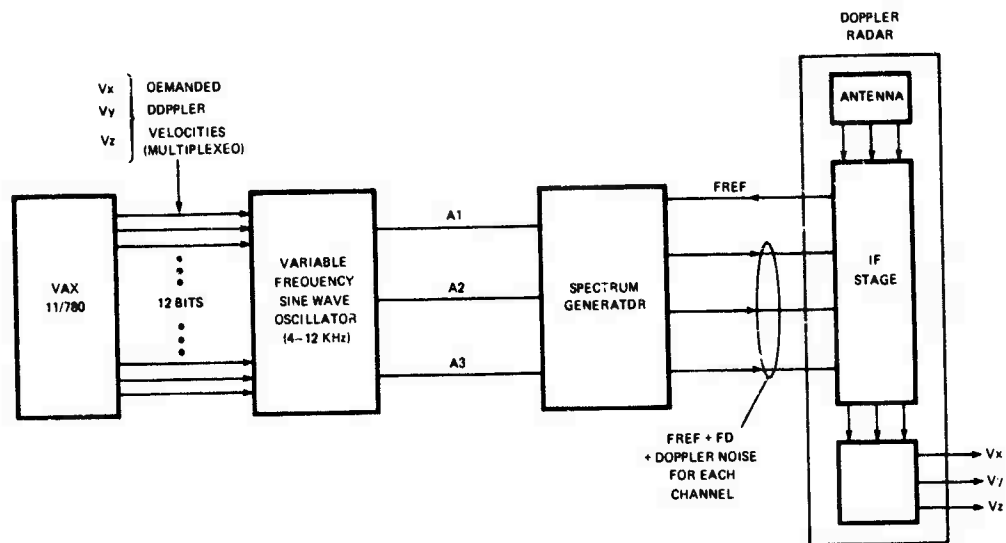 DOPPLER
RADAR
Vx
Vy
Vz
OEMANDED
DDPPLER
VELOCITIES
(MULTIPLEXEO)
ANTENNA
VAX
11/780
12 BITS
VARIABLE
FREQUENCY
SINE WAVE
OSCILLATOR
(4-12 KHz)
A1
A2
A3
SPECTRUM
GENERATDR
FREF
IF
STAGE
FREF + FD
+ DOPPLER NOISE
FOR EACH
CHANNEL
Vx
Vy
Vz